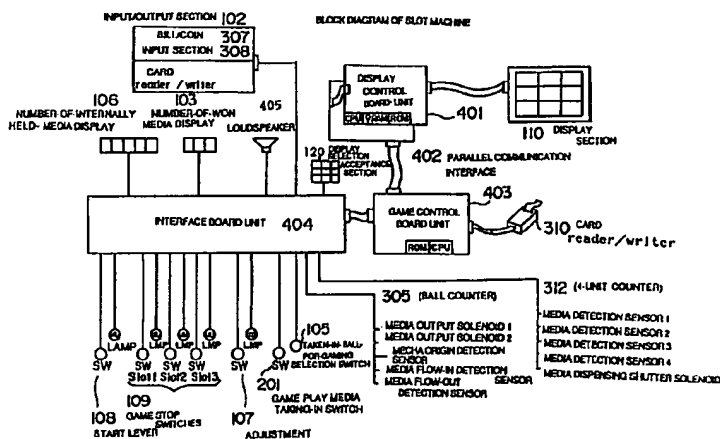 INPUT/OUTPUT SECTION 102
BLOCK DIAGRAM OF SLOT MACHINE
BILL/COIN 307
INPUT SECTION 308
CARD
reader/writer
106
NUMBER-OF-INTERNALLY
HELD-MEDIA DISPLAY
103
NUMBER-OF-WON
MEDIA DISPLAY
405
LOUDSPEAKER
120 DISPLAY
SELECTION
ACCEPTANCE
SECTION
DISPLAY
CONTROL
BOARD UNIT
CPU VRAM ROM
401
110 DISPLAY
SECTION
402 PARALLEL COMMUNICATION
INTERFACE
403
INTERFACE BOARD UNIT 404
GAME CONTROL
BOARD UNIT
ROM CPU
310 CARD
reader/writer
305 (BALL COUNTER)
312 (4-UNIT COUNTER)
MEDIA OUTPUT SOLENOID 1
MEDIA OUTPUT SOLENOID 2
MECHA ORIGIN DETECTION
SENSOR
MEDIA FLOW-IN DETECTION
SENSOR
MEDIA FLOW-OUT
DETECTION SENSOR
MEDIA DETECTION SENSOR 1
MEDIA DETECTION SENSOR 2
MEDIA DETECTION SENSOR 3
MEDIA DETECTION SENSOR 4
MEDIA DISPENSING SHUTTER SOLENOID
LAMP LMP LMP LMP LMP
105
TAKEN-IN-BALL-
FOR-GAMING
SELECTION SWITCH
SW SW SW SW SW SW
Slot1 Slot2 Slot3
201
GAME PLAY MEDIA
TAKING-IN SWITCH
108
START LEVER
109 GAME STOP
SWITCHES
107
ADJUSTMENT